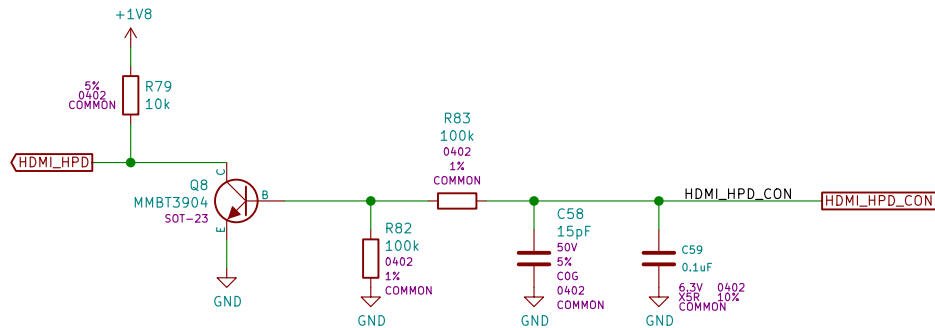 +1V8
5%
0402
COMMON
R79
10k
HDMI_HPD
C
Q8
MMBT3904
SOT-23
B
E
GND
R83
100k
0402
1%
COMMON
R82
100k
0402
1%
COMMON
GND
C58
15pF
50V
5%
C0G
0402
COMMON
GND
HDMI_HPD_CON
C59
0.1uF
6.3V 0402
X5R 10%
COMMON
GND
HDMI_HPD_CON